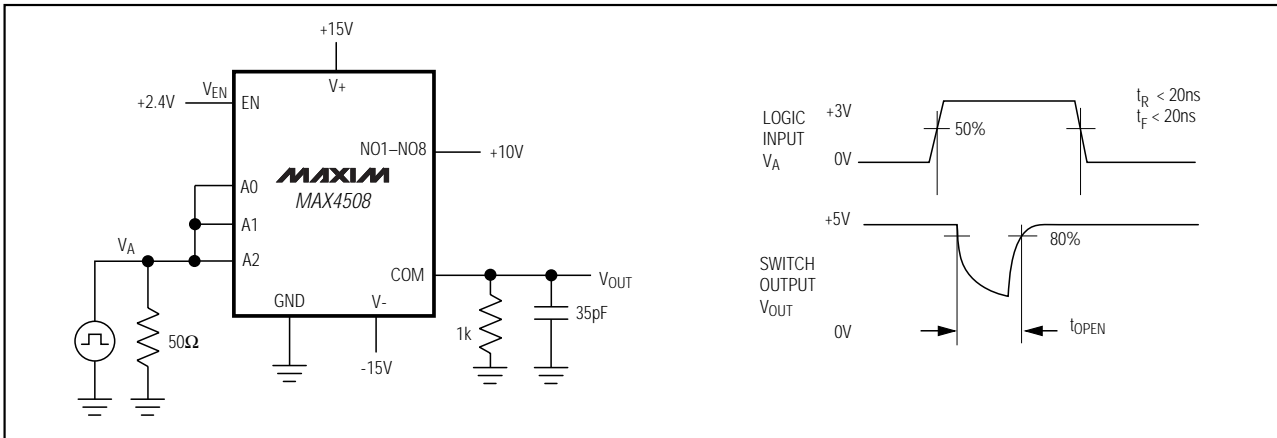 +15V
V+
VEN
+2.4V
EN
NO1–NO8
+10V
MAXIM
MAX4508
A0
A1
A2
VA
COM
VOUT
GND
V-
50Ω
1k
35pF
-15V
LOGIC
INPUT
VA
+3V
0V
50%
tR < 20ns
tF < 20ns
+5V
80%
SWITCH
OUTPUT
VOUT
0V
tOPEN